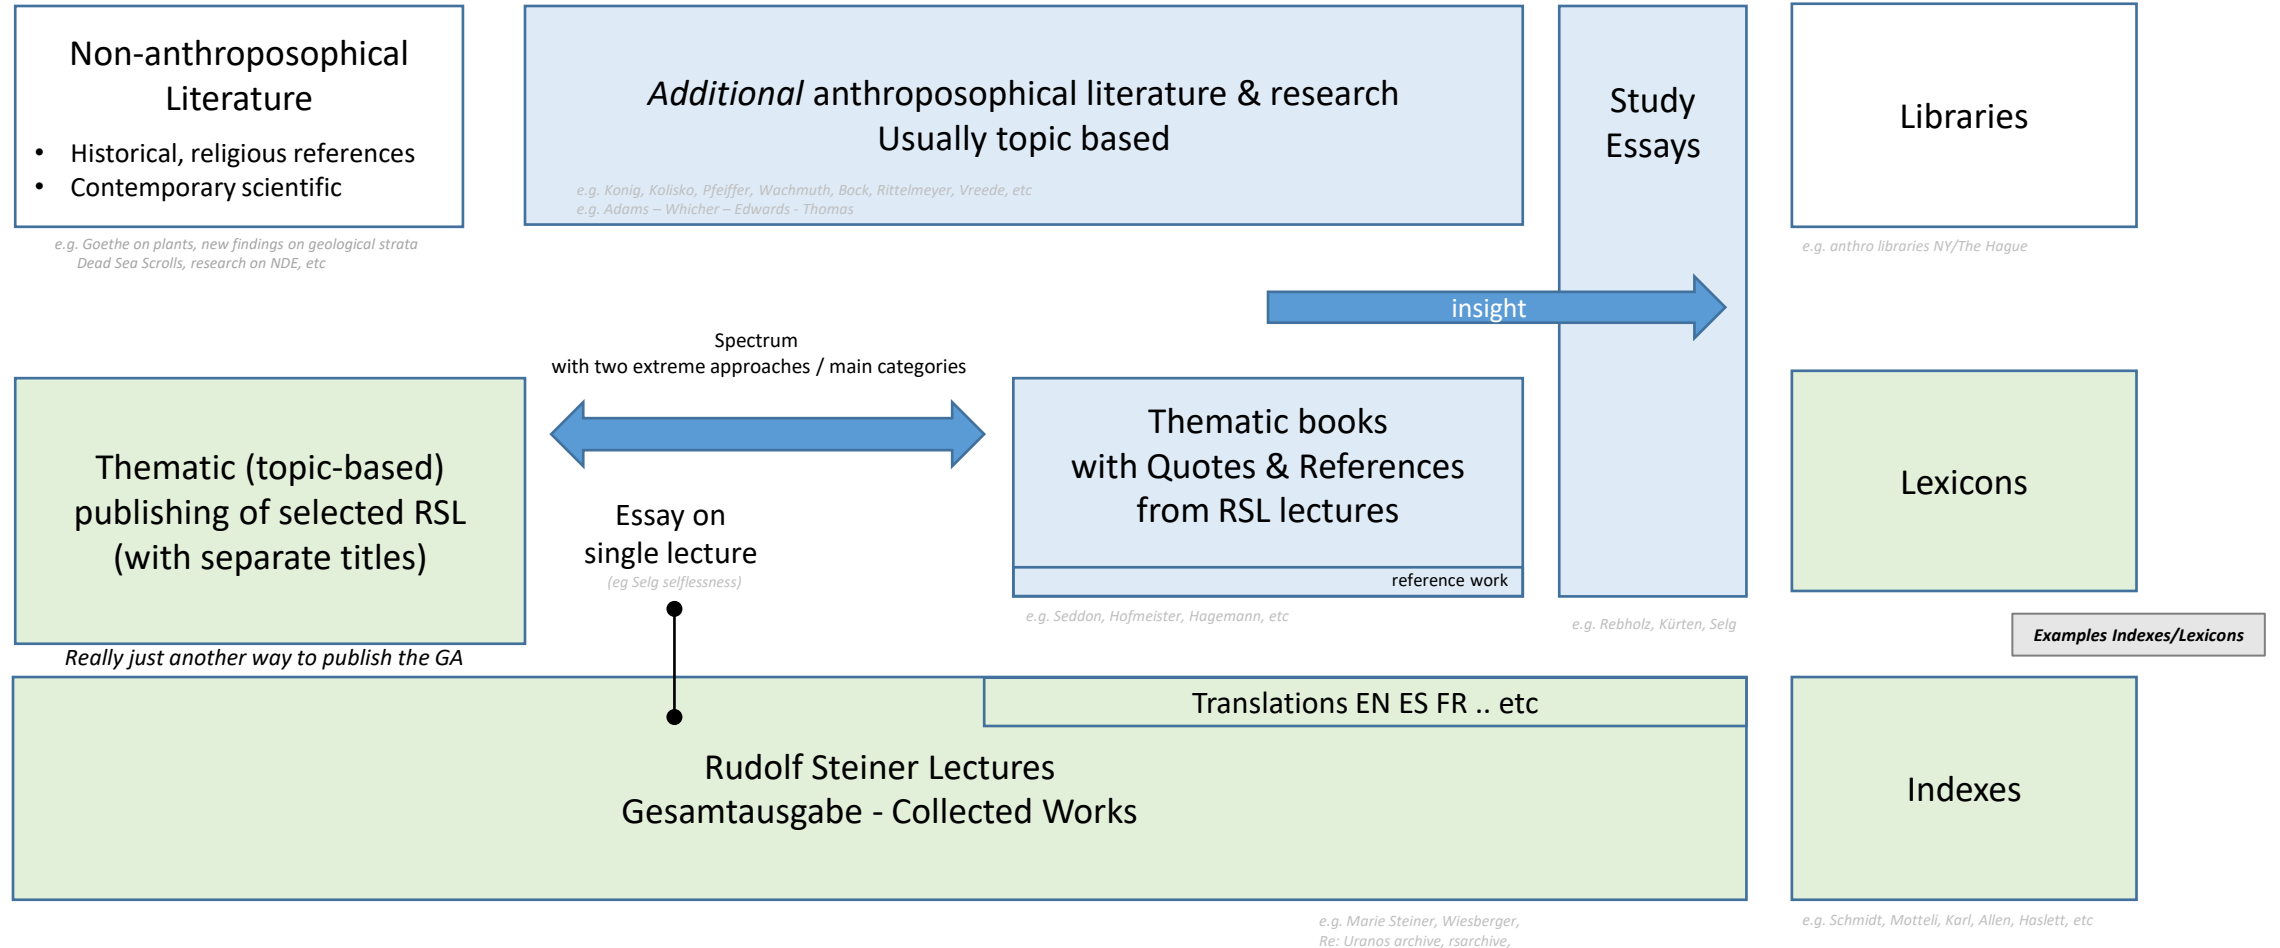 Non-anthroposophical
Literature
• Historical, religious references
• Contemporary scientific
e.g. Goethe on plants, new findings on geological strata
Dead Sea Scrolls, research on NDE, etc
Additional anthroposophical literature & research
Usually topic based
e.g. Konig, Kolisko, Pfeiffer, Wachmuth, Bock, Rittelmeyer, Vreede, etc
e.g. Adams – Whicher – Edwards - Thomas
Study
Essays
Libraries
e.g. anthro libraries NY/The Hague
insight
Spectrum
with two extreme approaches / main categories
Thematic (topic-based)
publishing of selected RSL
(with separate titles)
Really just another way to publish the GA
Essay on
single lecture
(eg Selg selflessness)
Thematic books
with Quotes & References
from RSL lectures
reference work
e.g. Seddon, Hofmeister, Hagemann, etc
e.g. Rebholz, Kürten, Selg
Lexicons
Examples Indexes/Lexicons
Translations EN ES FR .. etc
Rudolf Steiner Lectures
Gesamtausgabe - Collected Works
e.g. Marie Steiner, Wiesberger,
Re: Uranos archive, rsarchive,
Indexes
e.g. Schmidt, Motteli, Karl, Allen, Haslett, etc